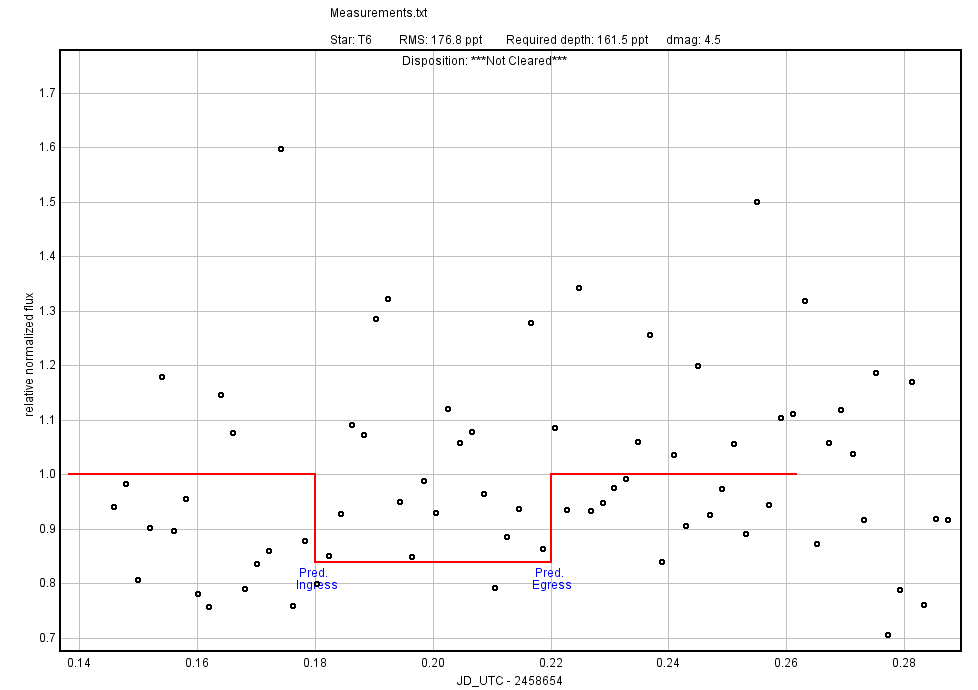 Measurements.txt
Star: T6 RMS: 176.8 ppt Required depth: 161.5 ppt dmag: 4.5
Disposition: ***Not Cleared***
relative normalized flux
1.7
1.6
1.5
1.4
1.3
1.2
1.1
1.0
0.9
0.8
0.7
Pred.
Ingress
Pred.
Egress
0.14 0.16 0.18 0.20 0.22 0.24 0.26 0.28
JD_UTC - 2458654